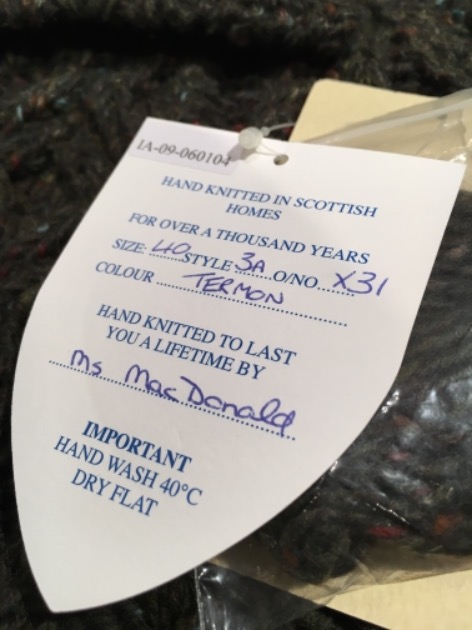 IA-09-060104
HAND KNITTED IN SCOTTISH
HOMES
FOR OVER A THOUSAND YEARS
SIZE: 40 STYLE 3A O/NO. X31
COLOUR TERMON
HAND KNITTED TO LAST
YOU A LIFETIME BY
Ms MacDonald
IMPORTANT
HAND WASH 40°C
DRY FLAT